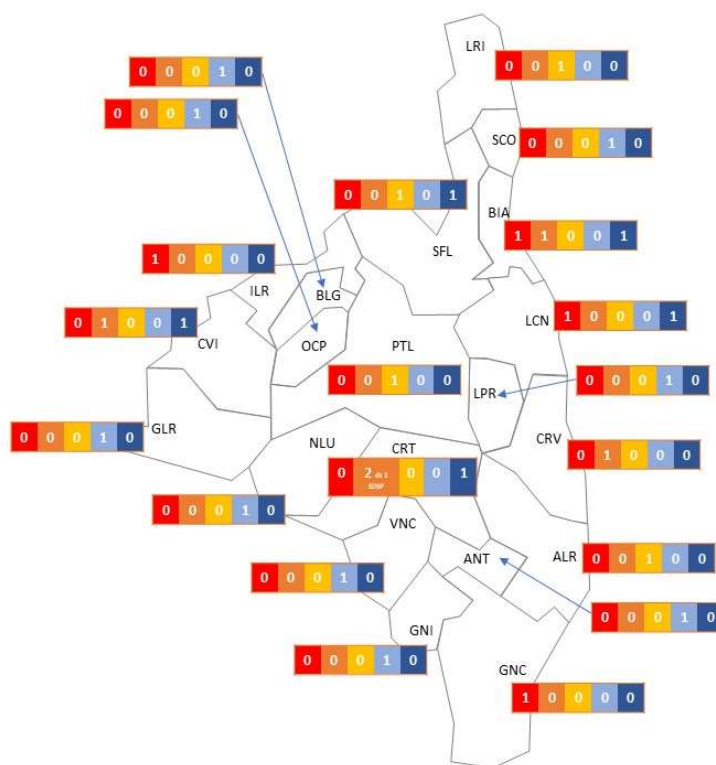 LRI
0 0 1 0 0
0 0 0 1 0
0 0 0 1 0
SCO
0 0 0 1 0
0 0 1 0 1
BIA
1 1 0 0 1
SFL
1 0 0 0 0
ILR
BLG
0 1 0 0 1
CVI
OCP
PTL
LCN
1 0 0 0 1
0 0 1 0 0
LPR
0 0 0 1 0
0 0 0 1 0
GLR
NLU
CRT
CRV
0 1 0 0 0
0 2 ds 1 0 0 1
EDSP
0 0 0 1 0
VNC
ANT
ALR
0 0 1 0 0
0 0 0 1 0
0 0 0 1 0
GNI
0 0 0 1 0
GNC
1 0 0 0 0